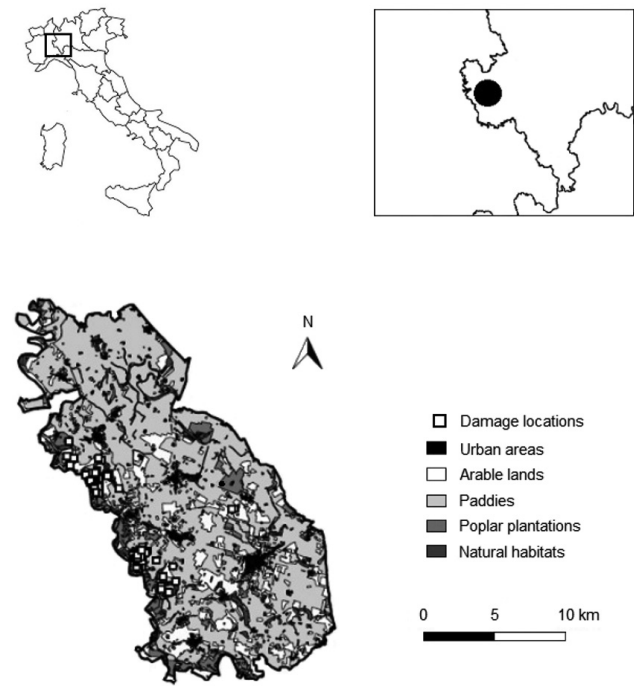 N
Damage locations
Urban areas
Arable lands
Paddies
Poplar plantations
Natural habitats
0 5 10 km